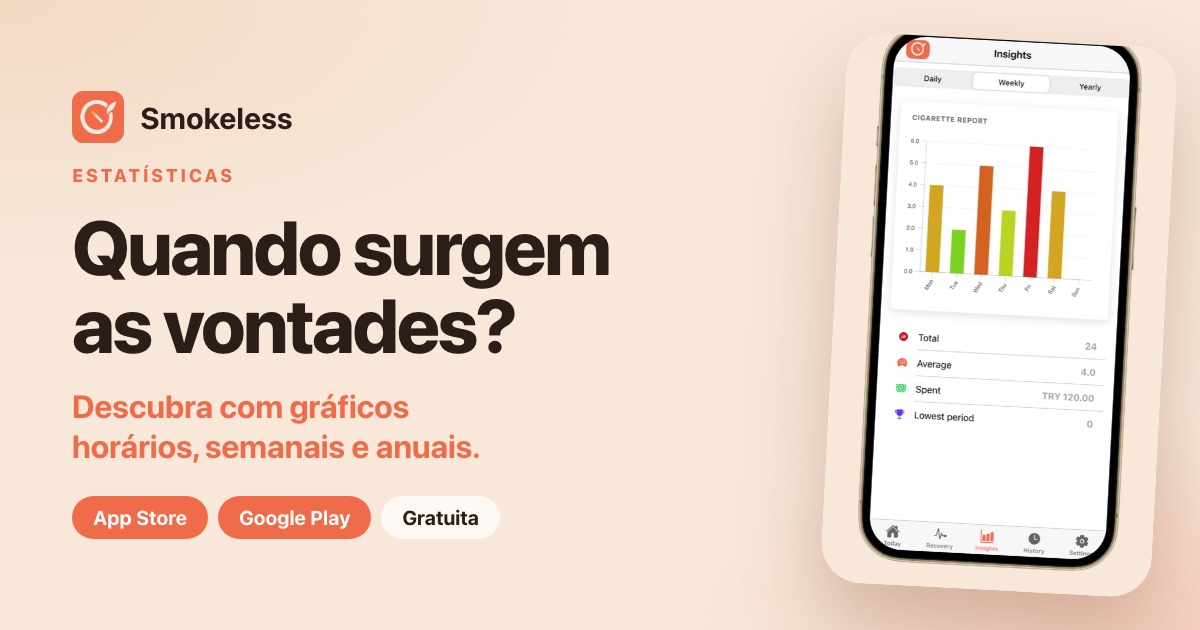 Smokeless
ESTATÍSTICAS
Quando surgem
as vontades?
Descubra com gráficos
horários, semanais e anuais.
App Store
Google Play
Gratuita
Insights
Daily
Weekly
Yearly
CIGARETTE REPORT
6.0
5.0
4.0
3.0
2.0
1.0
0.0
Mon
Tue
Wed
Thu
Fri
Sat
Sun
Total 24
Average 4.0
Spent TRY 120.00
Lowest period 0
Today
Recovery
Insights
History
Settings